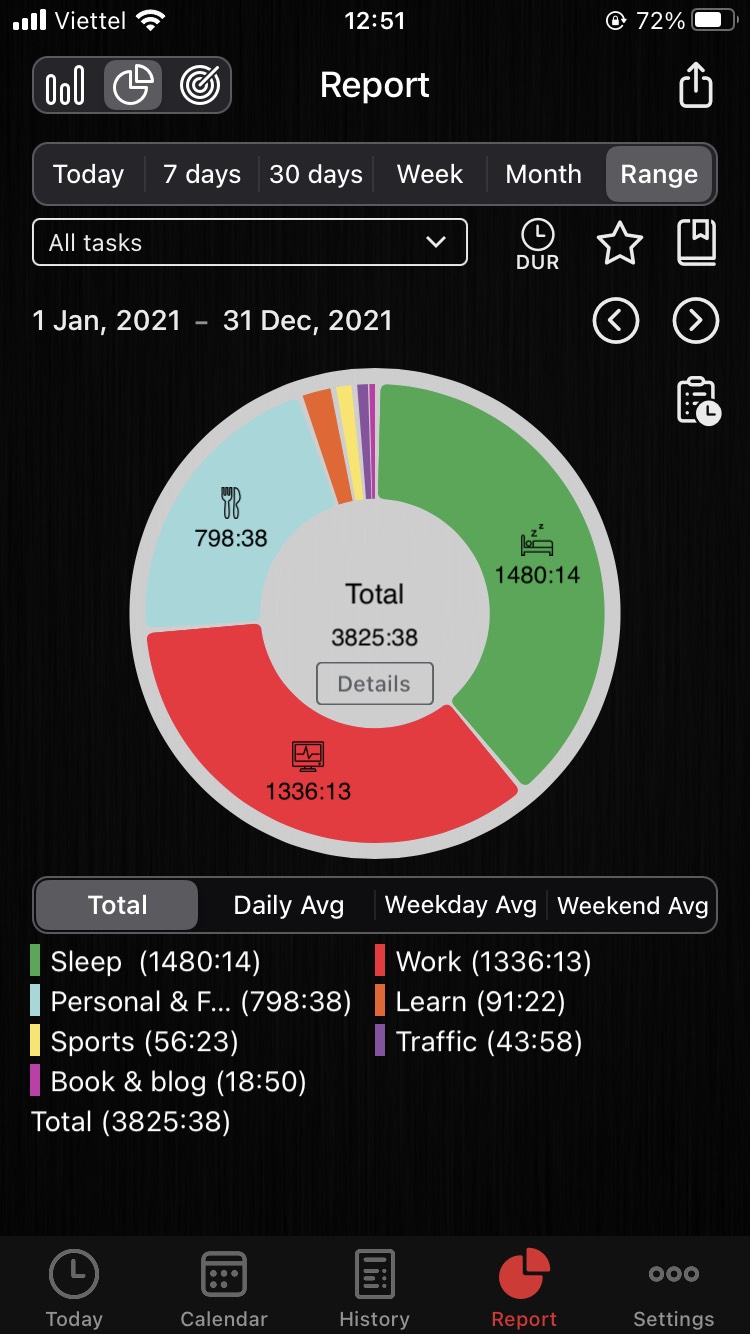 Viettel 12:51 72%
Report
Today 7 days 30 days Week Month Range
All tasks
DUR
1 Jan, 2021 – 31 Dec, 2021
z z
798:38
1480:14
Total
3825:38
Details
1336:13
Total Daily Avg Weekday Avg Weekend Avg
Sleep (1480:14) Work (1336:13)
Personal & F... (798:38) Learn (91:22)
Sports (56:23) Traffic (43:58)
Book & blog (18:50)
Total (3825:38)
Today Calendar History Report Settings